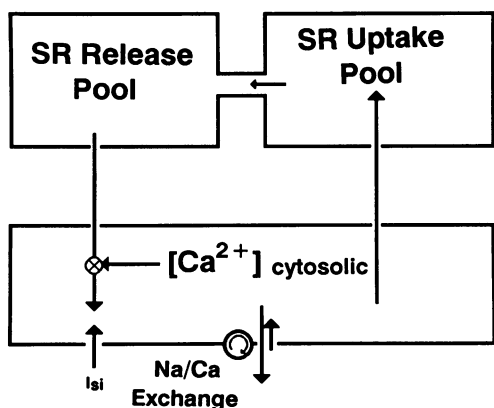 SR Release
Pool
SR Uptake
Pool
[Ca²⁺] cytosolic
Isi
Na/Ca
Exchange